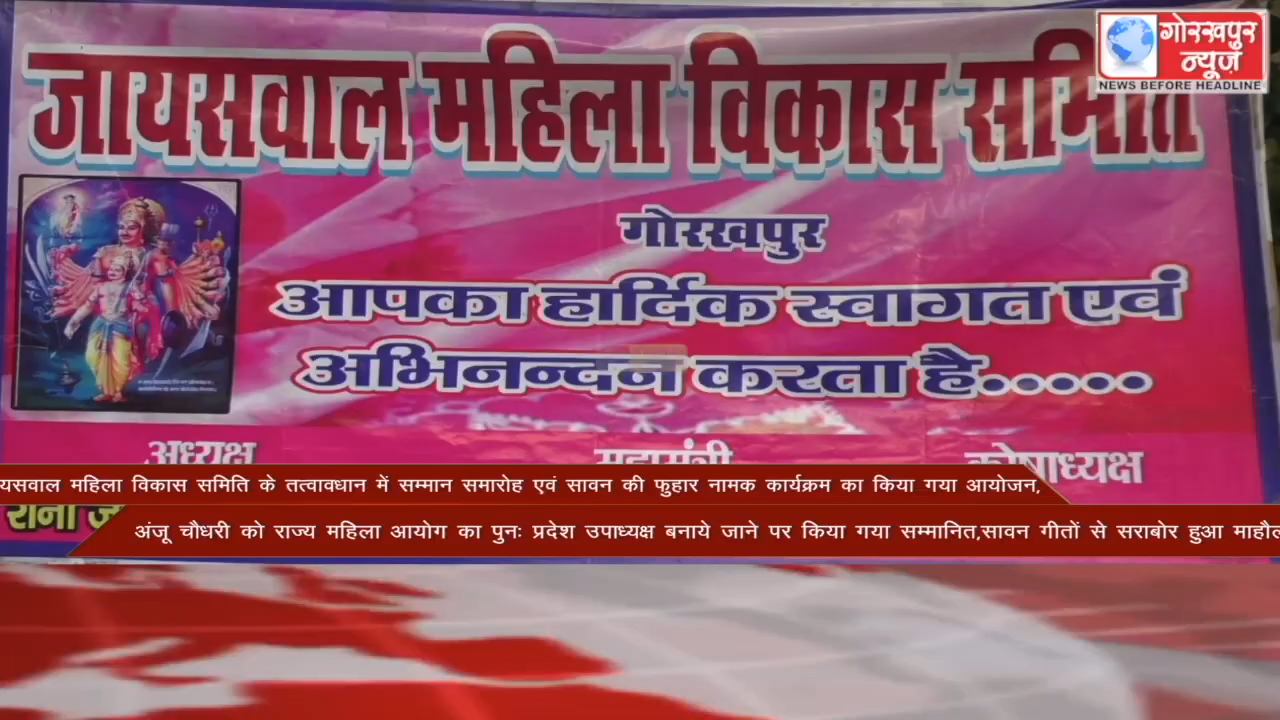 गोरखपुर
न्यूज़
NEWS BEFORE HEADLINE
जायसवाल महिला विकास समिति
गोरखपुर
आपका हार्दिक स्वागत एवं
अभिनन्दन करता है.....
अध्यक्ष महामंत्री कोषाध्यक्ष
यसवाल महिला विकास समिति के तत्वावधान में सम्मान समारोह एवं सावन की फुहार नामक कार्यक्रम का किया गया आयोजन,
अंजू चौधरी को राज्य महिला आयोग का पुनः प्रदेश उपाध्यक्ष बनाये जाने पर किया गया सम्मानित,सावन गीतों से सराबोर हुआ माहौल